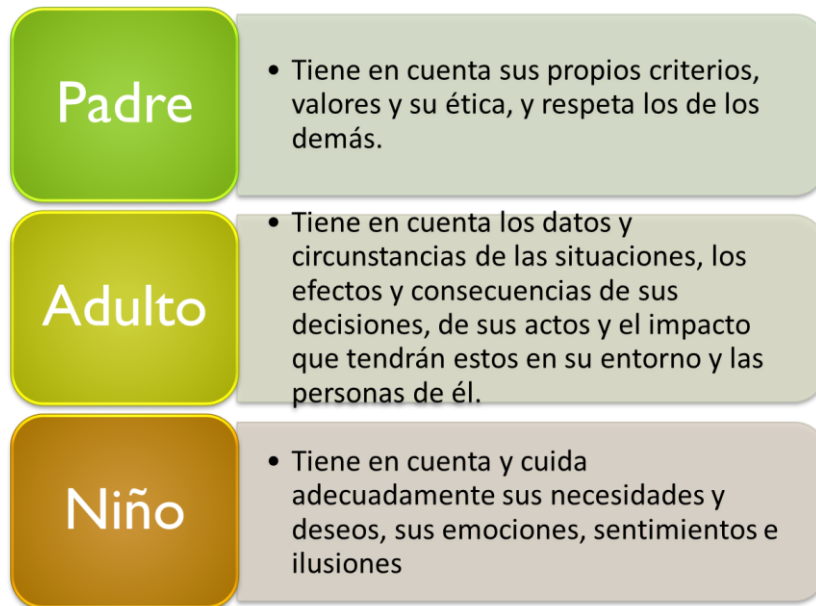 Padre
• Tiene en cuenta sus propios criterios,
valores y su ética, y respeta los de los
demás.
Adulto
• Tiene en cuenta los datos y
circunstancias de las situaciones, los
efectos y consecuencias de sus
decisiones, de sus actos y el impacto
que tendrán estos en su entorno y las
personas de él.
Niño
• Tiene en cuenta y cuida
adecuadamente sus necesidades y
deseos, sus emociones, sentimientos e
ilusiones